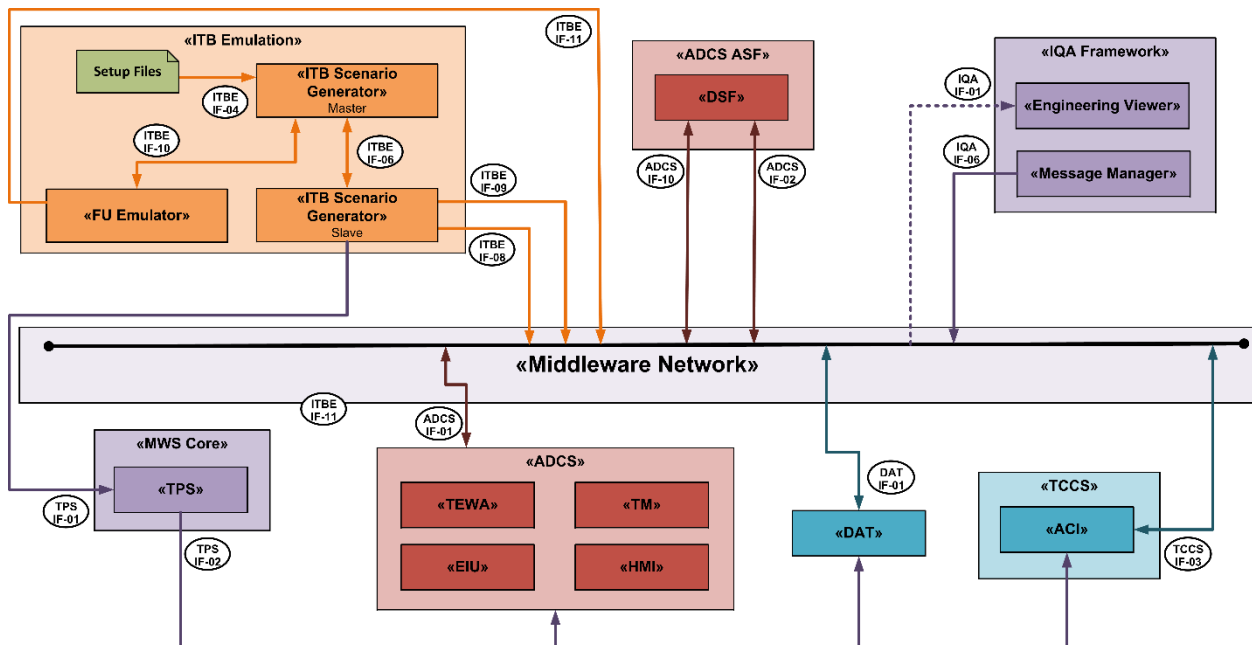 ITBE
IF-11
«ITB Emulation»
Setup Files
ITBE
IF-04
«ITB Scenario
Generator»
Master
ITBE
IF-10
ITBE
IF-06
«FU Emulator»
«ITB Scenario
Generator»
Slave
ITBE
IF-09
ITBE
IF-08
«ADCS ASF»
«DSF»
ADCS
IF-10
ADCS
IF-02
«IQA Framework»
IQA
IF-01
«Engineering Viewer»
IQA
IF-06
«Message Manager»
«Middleware Network»
ITBE
IF-11
ADCS
IF-01
«MWS Core»
«TPS»
TPS
IF-01
TPS
IF-02
«ADCS»
«TEWA»
«TM»
«EIU»
«HMI»
DAT
IF-01
«DAT»
«TCCS»
«ACI»
TCCS
IF-03